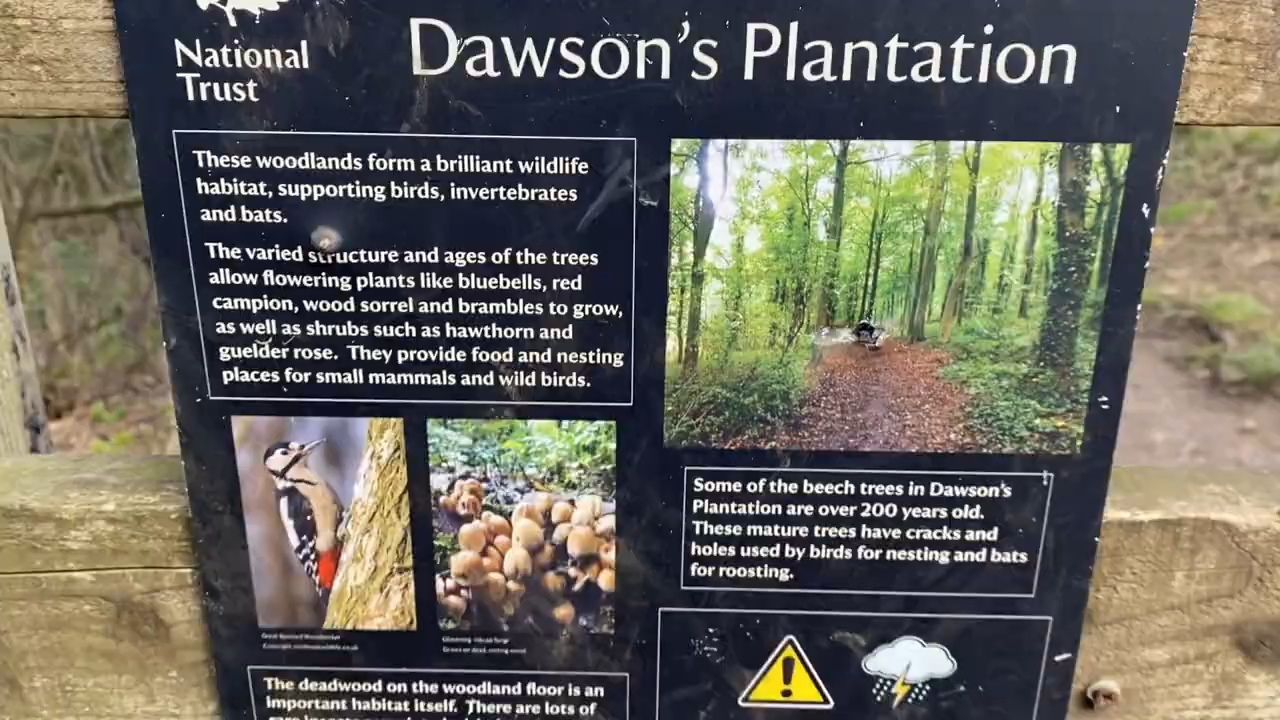 National
Trust
Dawson's Plantation
These woodlands form a brilliant wildlife
habitat, supporting birds, invertebrates
and bats.
The varied structure and ages of the trees
allow flowering plants like bluebells, red
campion, wood sorrel and brambles to grow,
as well as shrubs such as hawthorn and
guelder rose. They provide food and nesting
places for small mammals and wild birds.
Some of the beech trees in Dawson's
Plantation are over 200 years old.
These mature trees have cracks and
holes used by birds for nesting and bats
for roosting.
Great Spotted Woodpecker
The deadwood on the woodland floor is an
important habitat itself. There are lots of